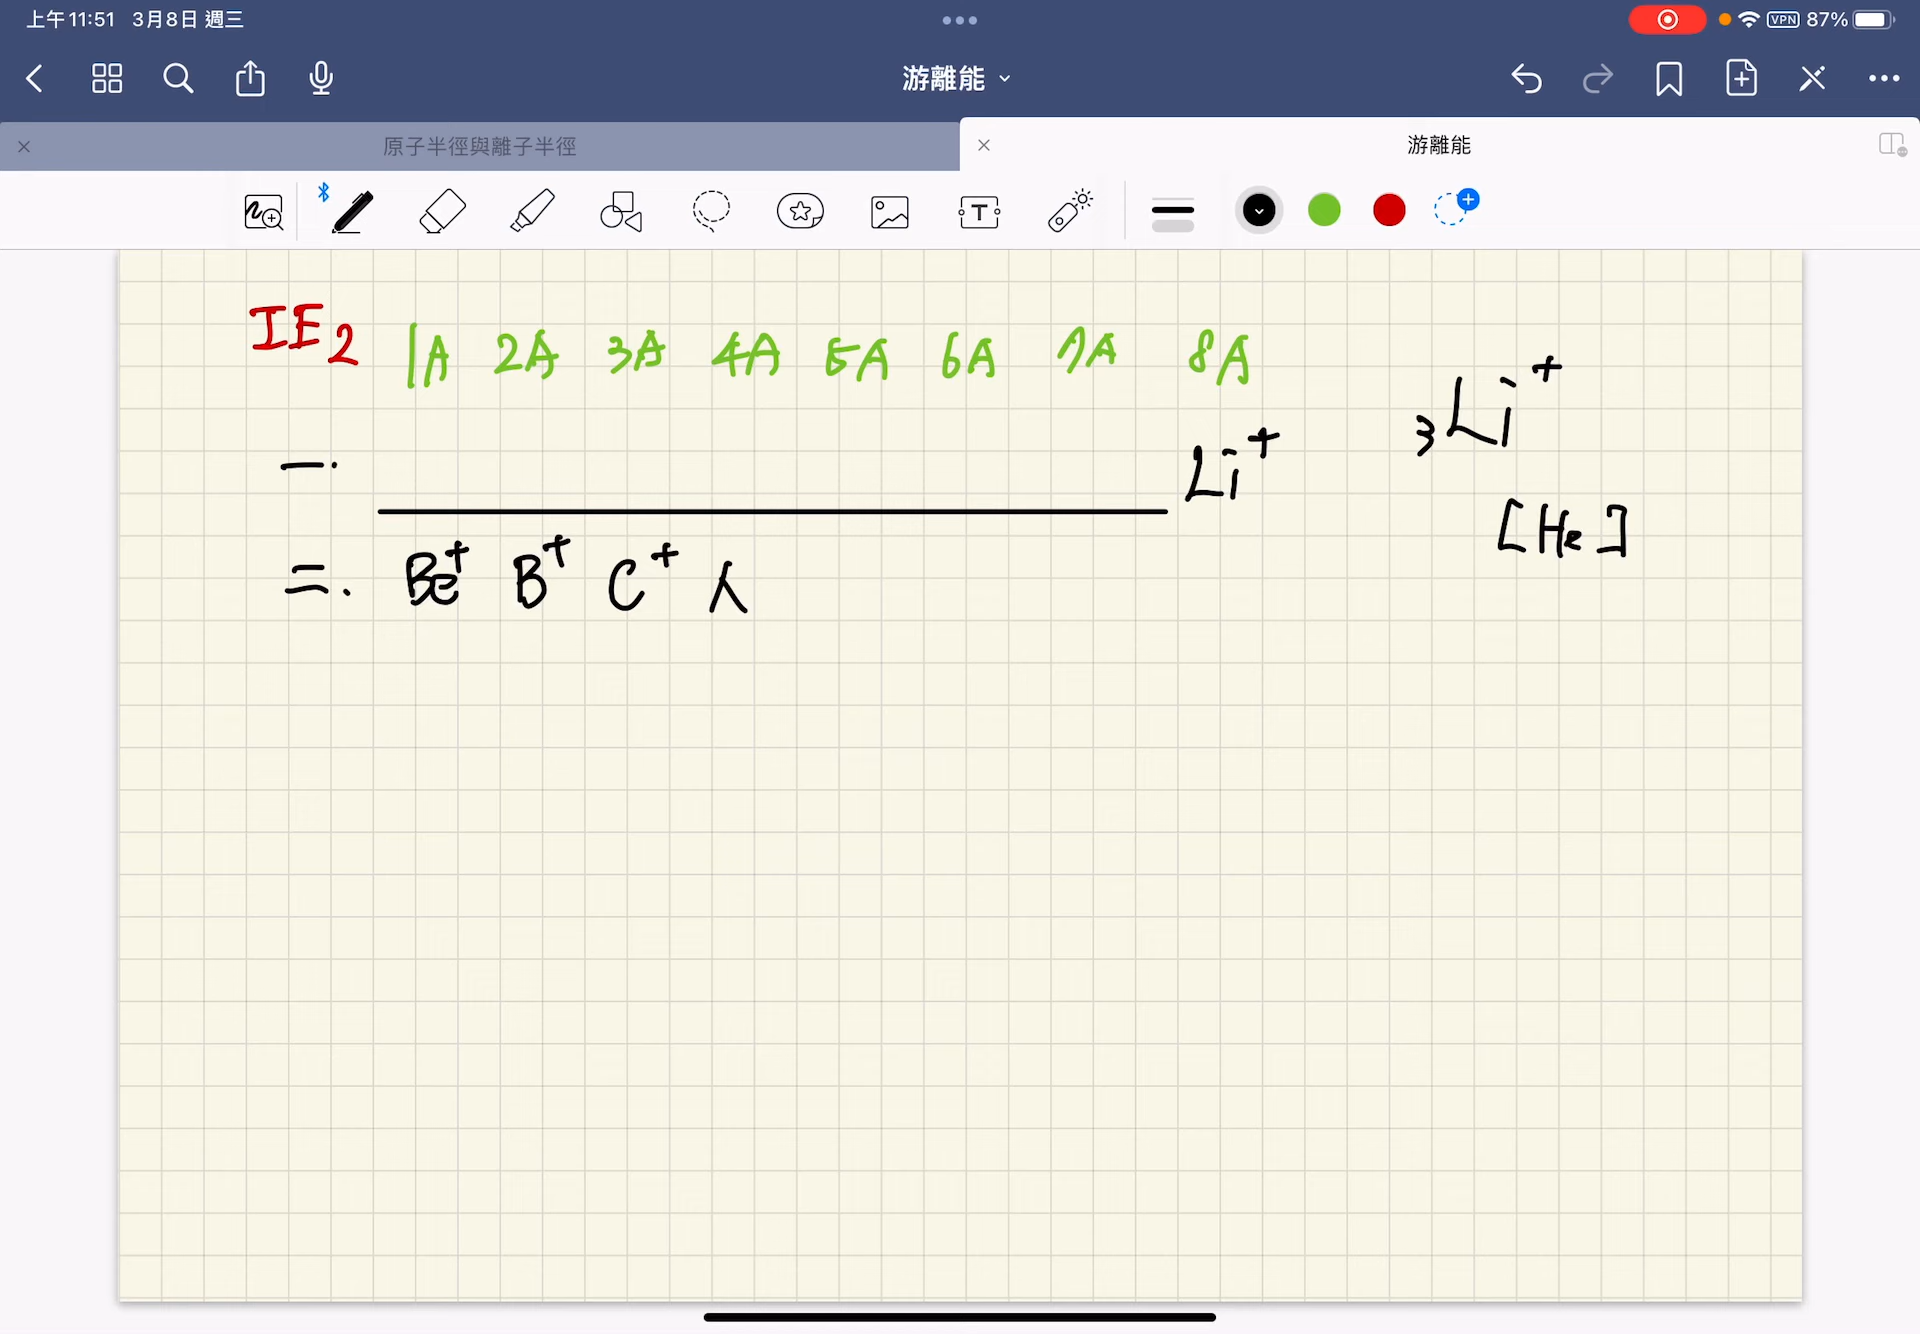 上午11:51 3月8日 週三
VPN 87%
游離能
原子半徑與離子半徑
游離能
T
IE2 1A 2A 3A 4A 5A 6A 7A 8A
一. Li+ 3Li+
[He]
二. Be+ B+ C+